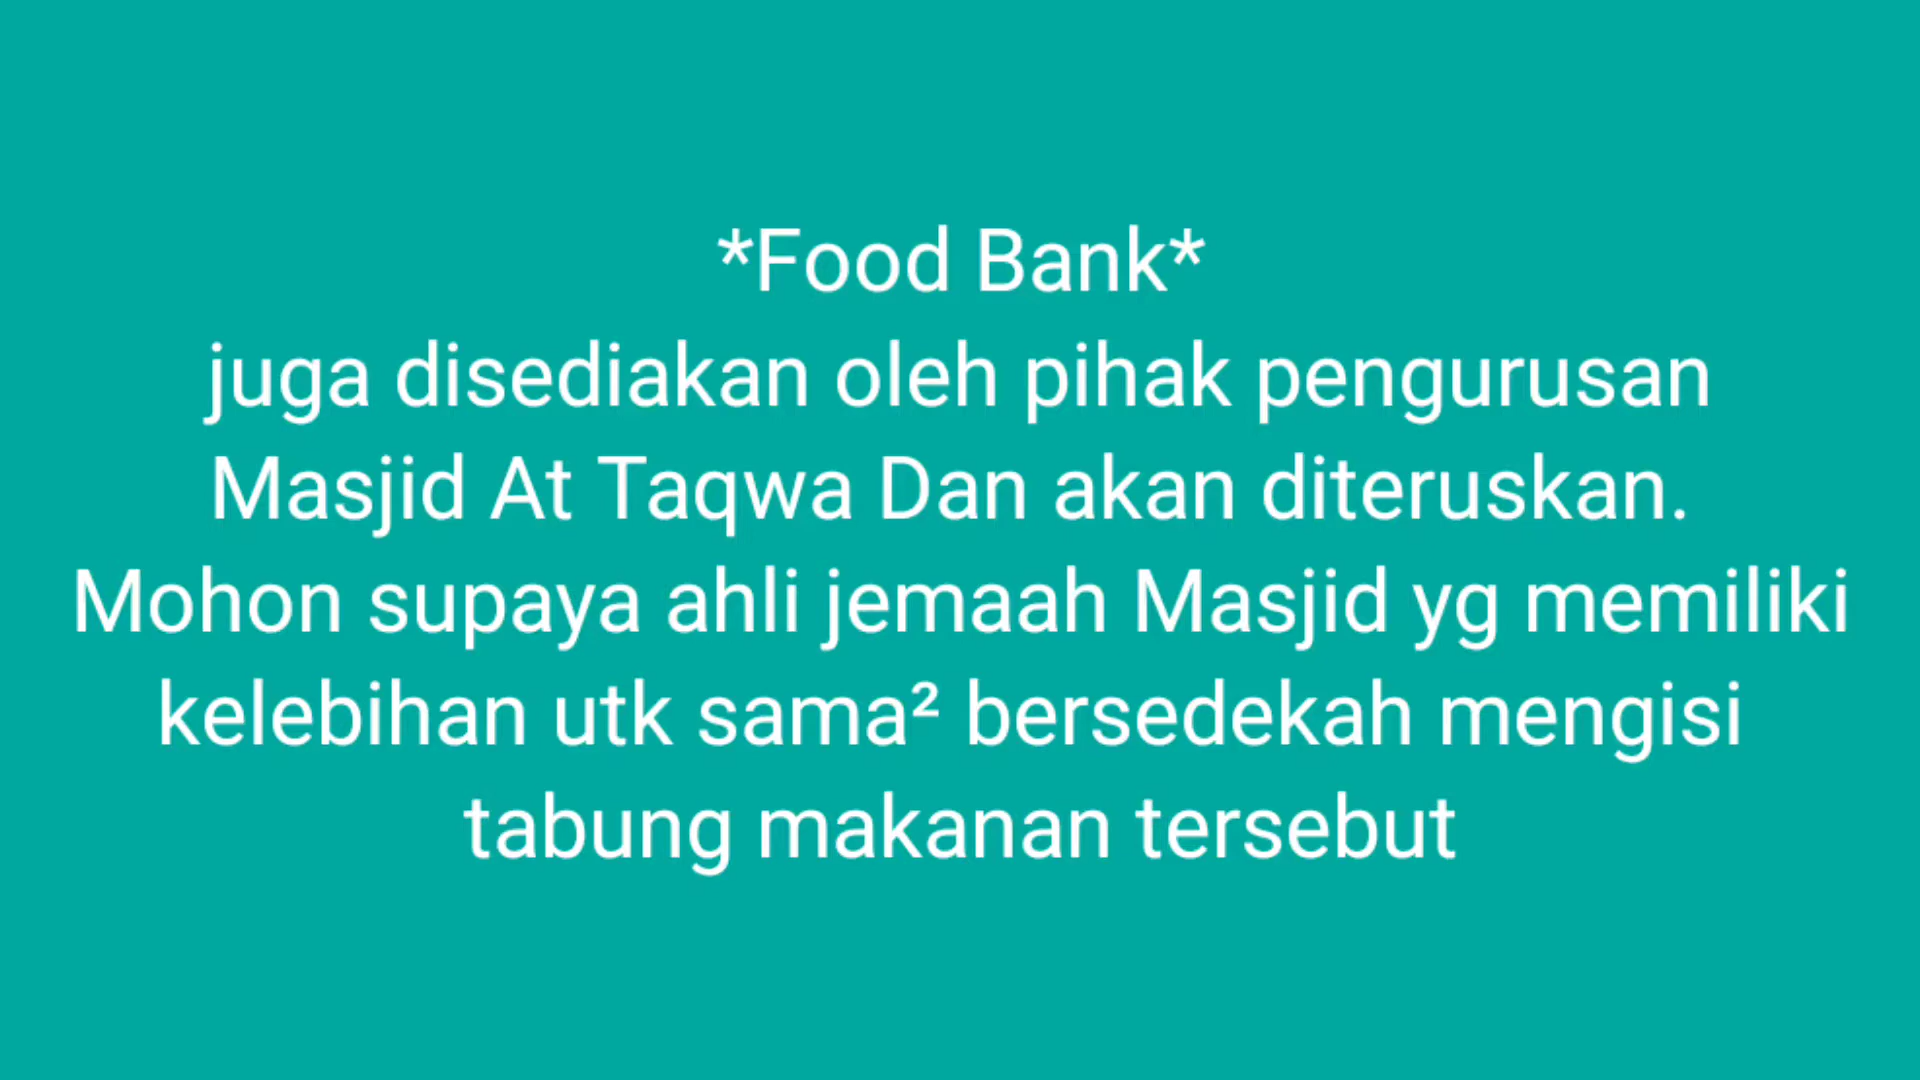 *Food Bank*
juga disediakan oleh pihak pengurusan
Masjid At Taqwa Dan akan diteruskan.
Mohon supaya ahli jemaah Masjid yg memiliki
kelebihan utk sama² bersedekah mengisi
tabung makanan tersebut